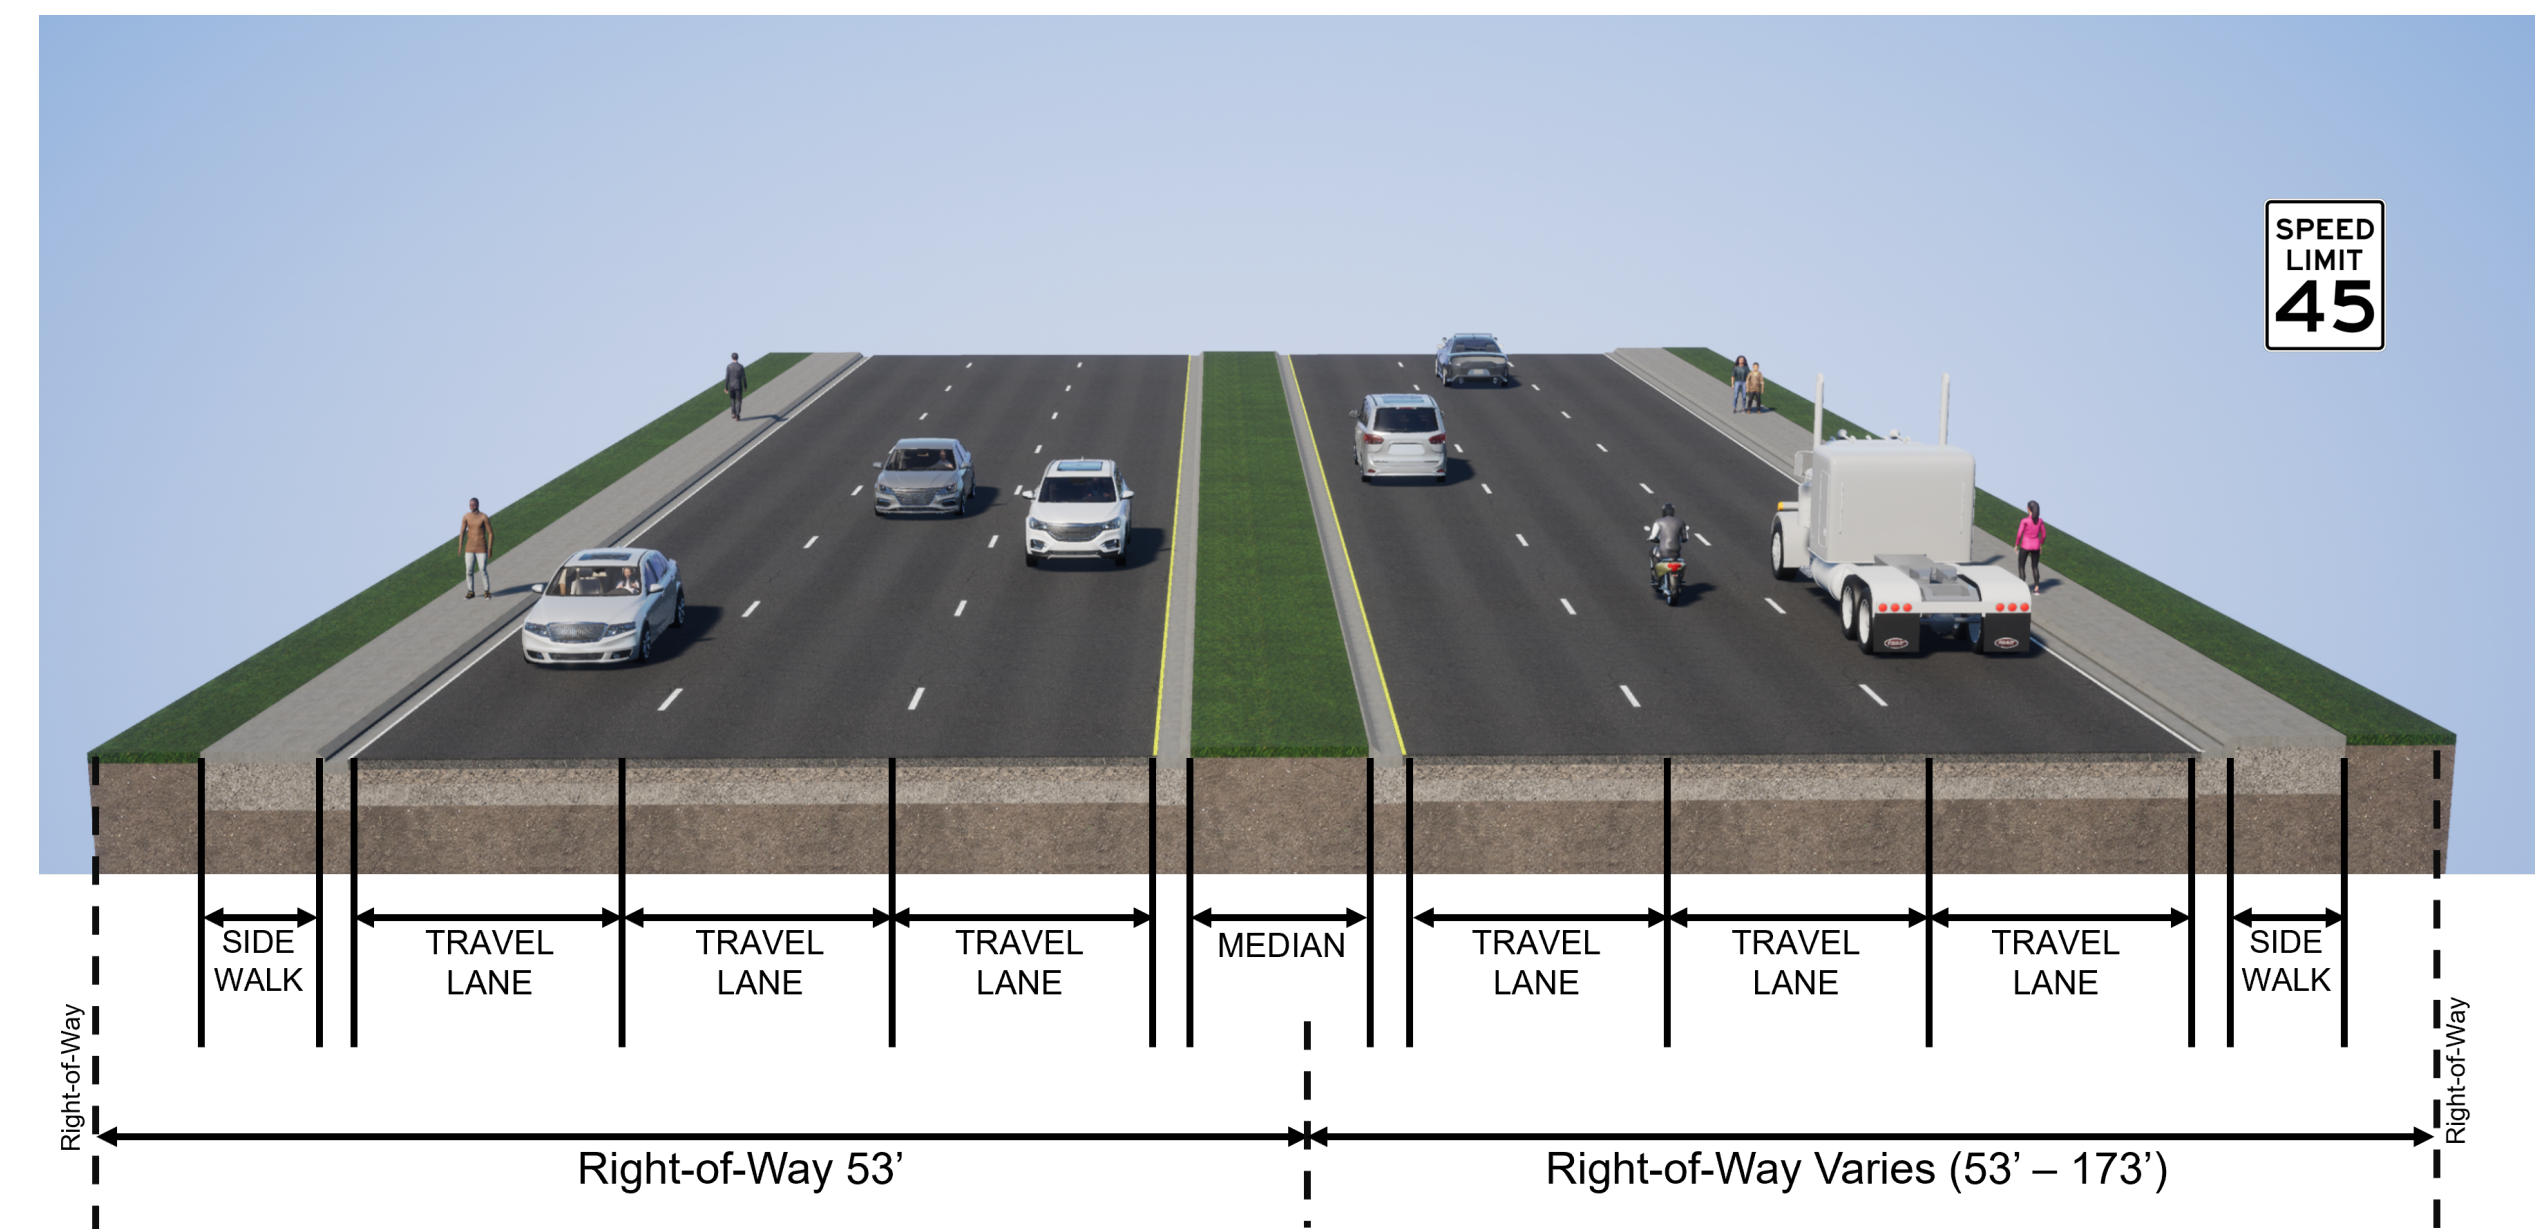 SPEED
LIMIT
45
SIDE
WALK
TRAVEL
LANE
TRAVEL
LANE
TRAVEL
LANE
MEDIAN
TRAVEL
LANE
TRAVEL
LANE
TRAVEL
LANE
SIDE
WALK
Right-of-Way
Right-of-Way
Right-of-Way 53’
Right-of-Way Varies (53’ – 173’)